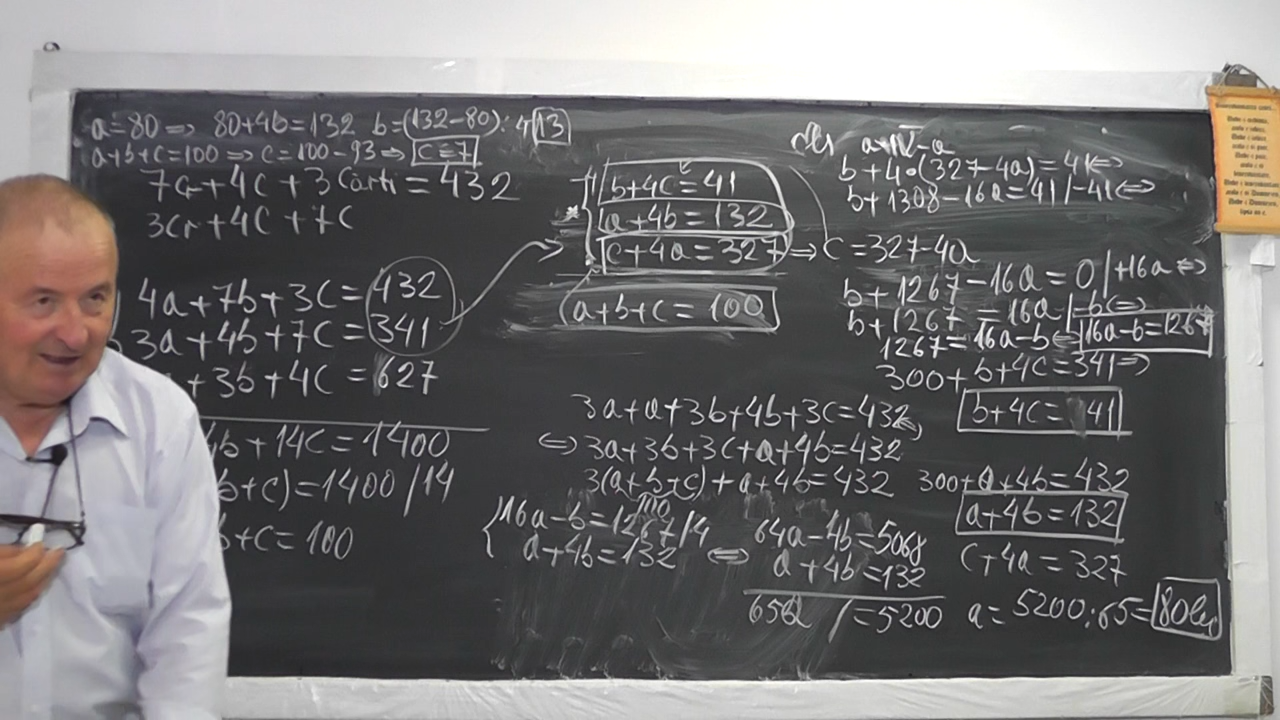 a=80 => 80+4b=132 b=(132-80):4 13
a+b+c=100 => c=100-93 => c=7
7a+4c+3Cărti=432
3Cr+4C+7C
4a+7b+3c=432
3a+4b+7c=341
+3b+4c=627
4b+14c=1400
b+c)=1400/14
b+c=100
b+4c=41
a+4b=132
c+4a=327 => c=327-4a
a+b+c=100
3a+a+3b+4b+3c=432
<=> 3a+3b+3c+a+4b=432
3(a+b+c)+a+4b=432
100
16a-b=1267/4
a+4b=132 <=>
64a-4b=5068
a+4b=132
65a /=5200
a=5200:65=80lei
b+4•(327-4a)=41<=>
b+1308-16a=41/-41<=>
b+1267-16a=0/+16a<=>
b+1267=16a/-b<=>
1267=16a-b<=>16a-b=1267
300+b+4c=341=>
b+4c=41
300+a+4b=432
a+4b=132
c+4a=327